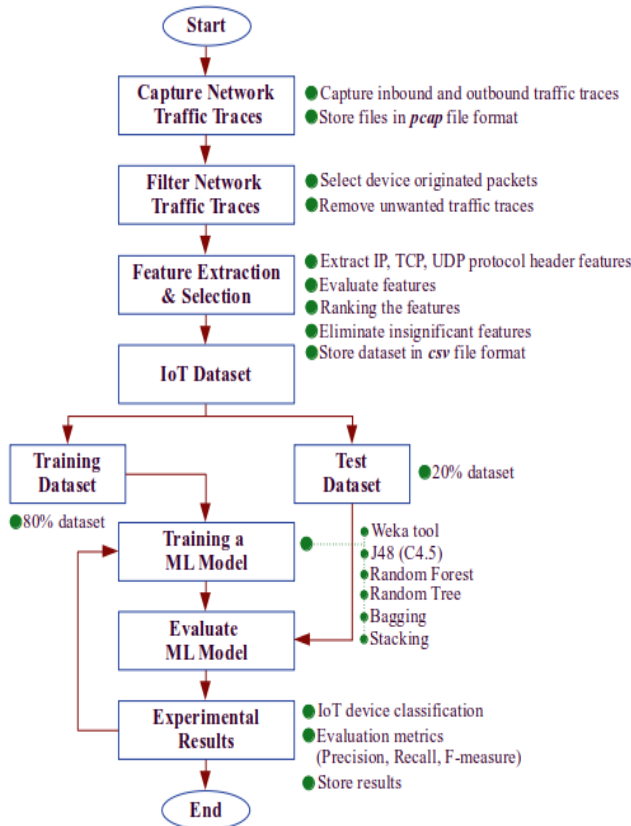 Start
Capture Network
Traffic Traces
Capture inbound and outbound traffic traces
Store files in pcap file format
Filter Network
Traffic Traces
Select device originated packets
Remove unwanted traffic traces
Feature Extraction
& Selection
Extract IP, TCP, UDP protocol header features
Evaluate features
Ranking the features
Eliminate insignificant features
Store dataset in csv file format
IoT Dataset
Training
Dataset
80% dataset
Test
Dataset
20% dataset
Training a
ML Model
Weka tool
J48 (C4.5)
Random Forest
Random Tree
Bagging
Stacking
Evaluate
ML Model
Experimental
Results
IoT device classification
Evaluation metrics
(Precision, Recall, F-measure)
Store results
End